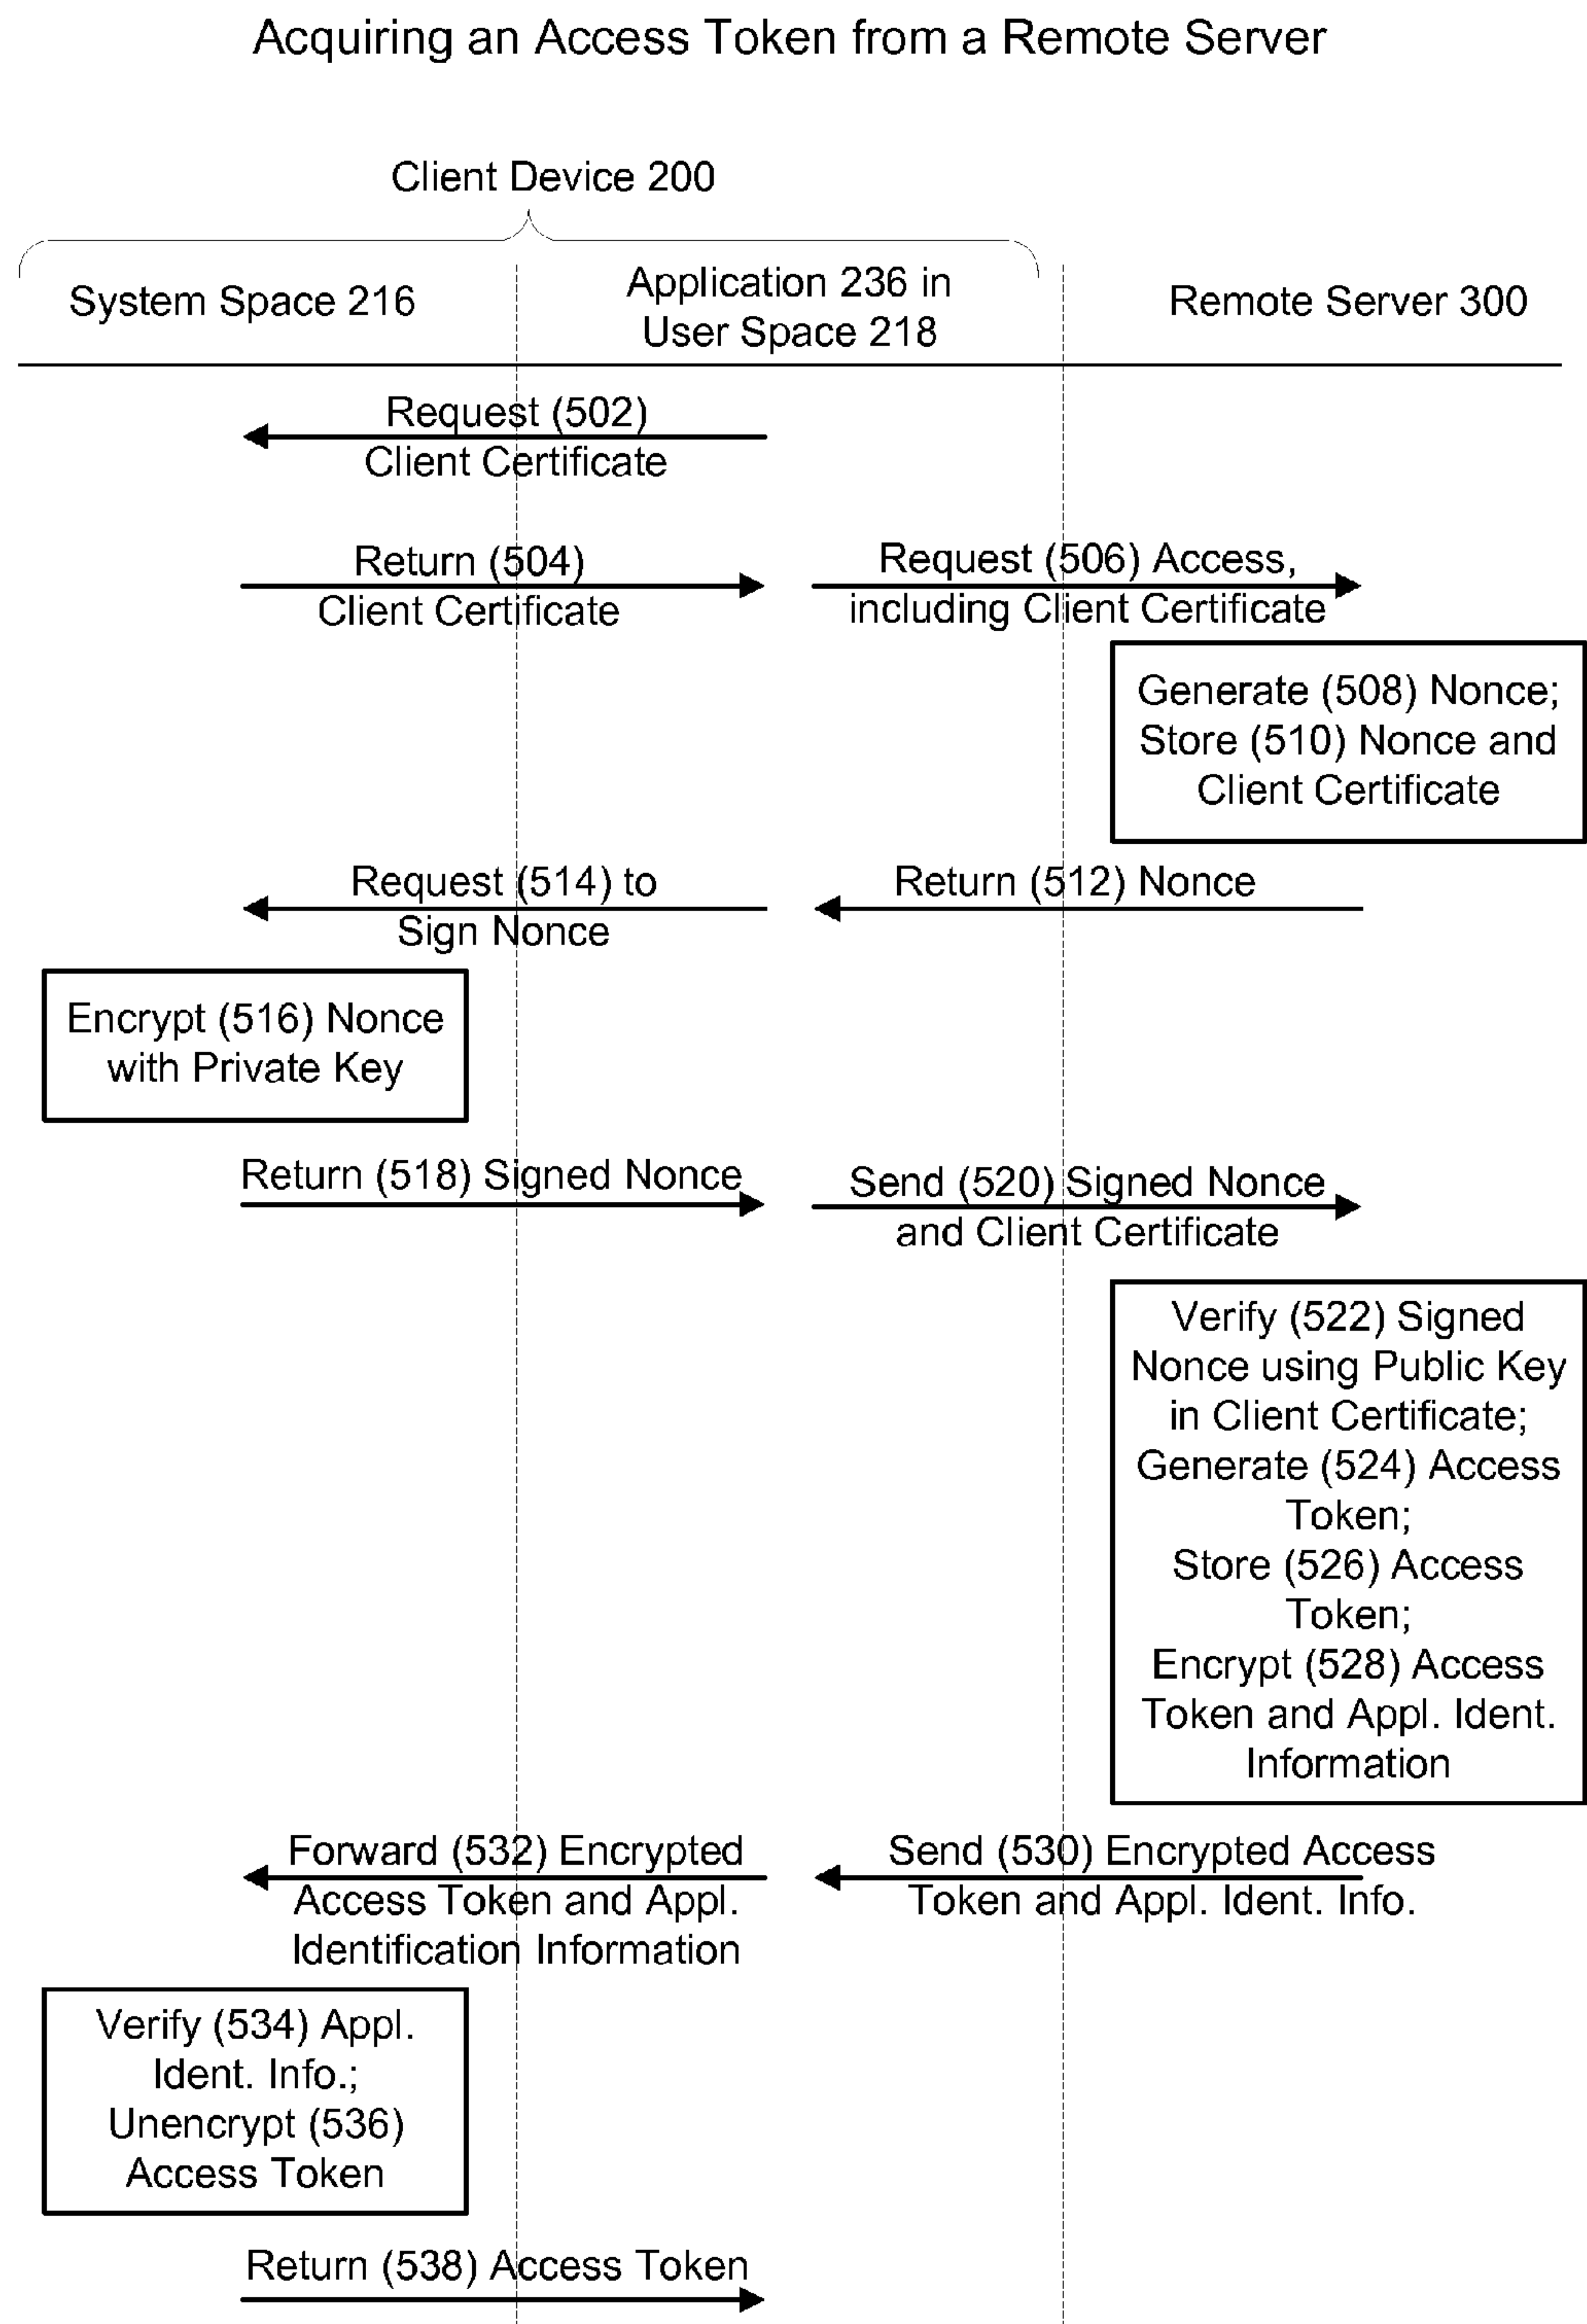 Acquiring an Access Token from a Remote Server
Client Device 200
System Space 216
Application 236 in
User Space 218
Remote Server 300
Request (502)
Client Certificate
Return (504)
Client Certificate
Request (506) Access,
including Client Certificate
Generate (508) Nonce;
Store (510) Nonce and
Client Certificate
Return (512) Nonce
Request (514) to
Sign Nonce
Encrypt (516) Nonce
with Private Key
Return (518) Signed Nonce
Send (520) Signed Nonce
and Client Certificate
Verify (522) Signed
Nonce using Public Key
in Client Certificate;
Generate (524) Access
Token;
Store (526) Access
Token;
Encrypt (528) Access
Token and Appl. Ident.
Information
Send (530) Encrypted Access
Token and Appl. Ident. Info.
Forward (532) Encrypted
Access Token and Appl.
Identification Information
Verify (534) Appl.
Ident. Info.;
Unencrypt (536)
Access Token
Return (538) Access Token